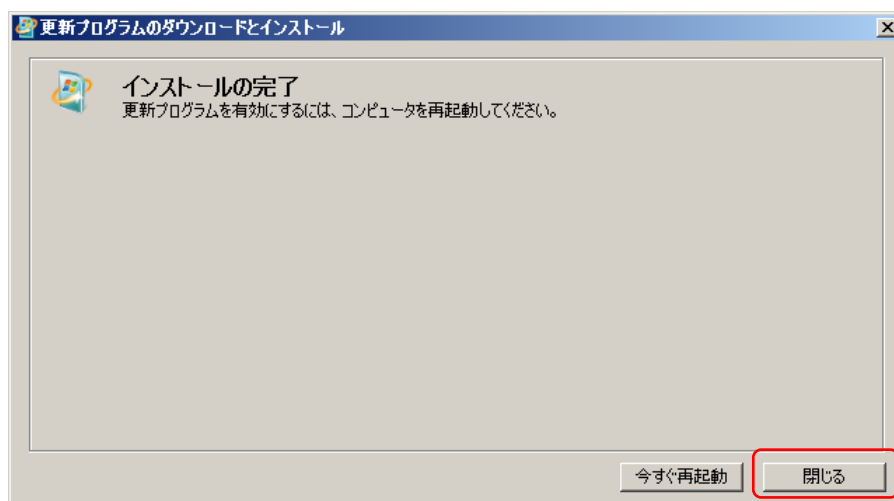 更新プログラムのダウンロードとインストール
インストールの完了
更新プログラムを有効にするには、コンピュータを再起動してください。
今すぐ再起動
閉じる